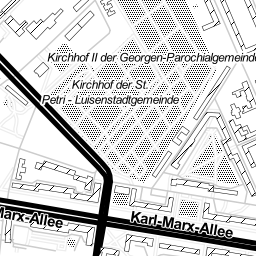 Kirchhof II der Georgen-Parochialgemeinde
Kirchhof der St.
Petri - Luisenstadtgemeinde
Marx-Allee
Karl-Marx-Allee